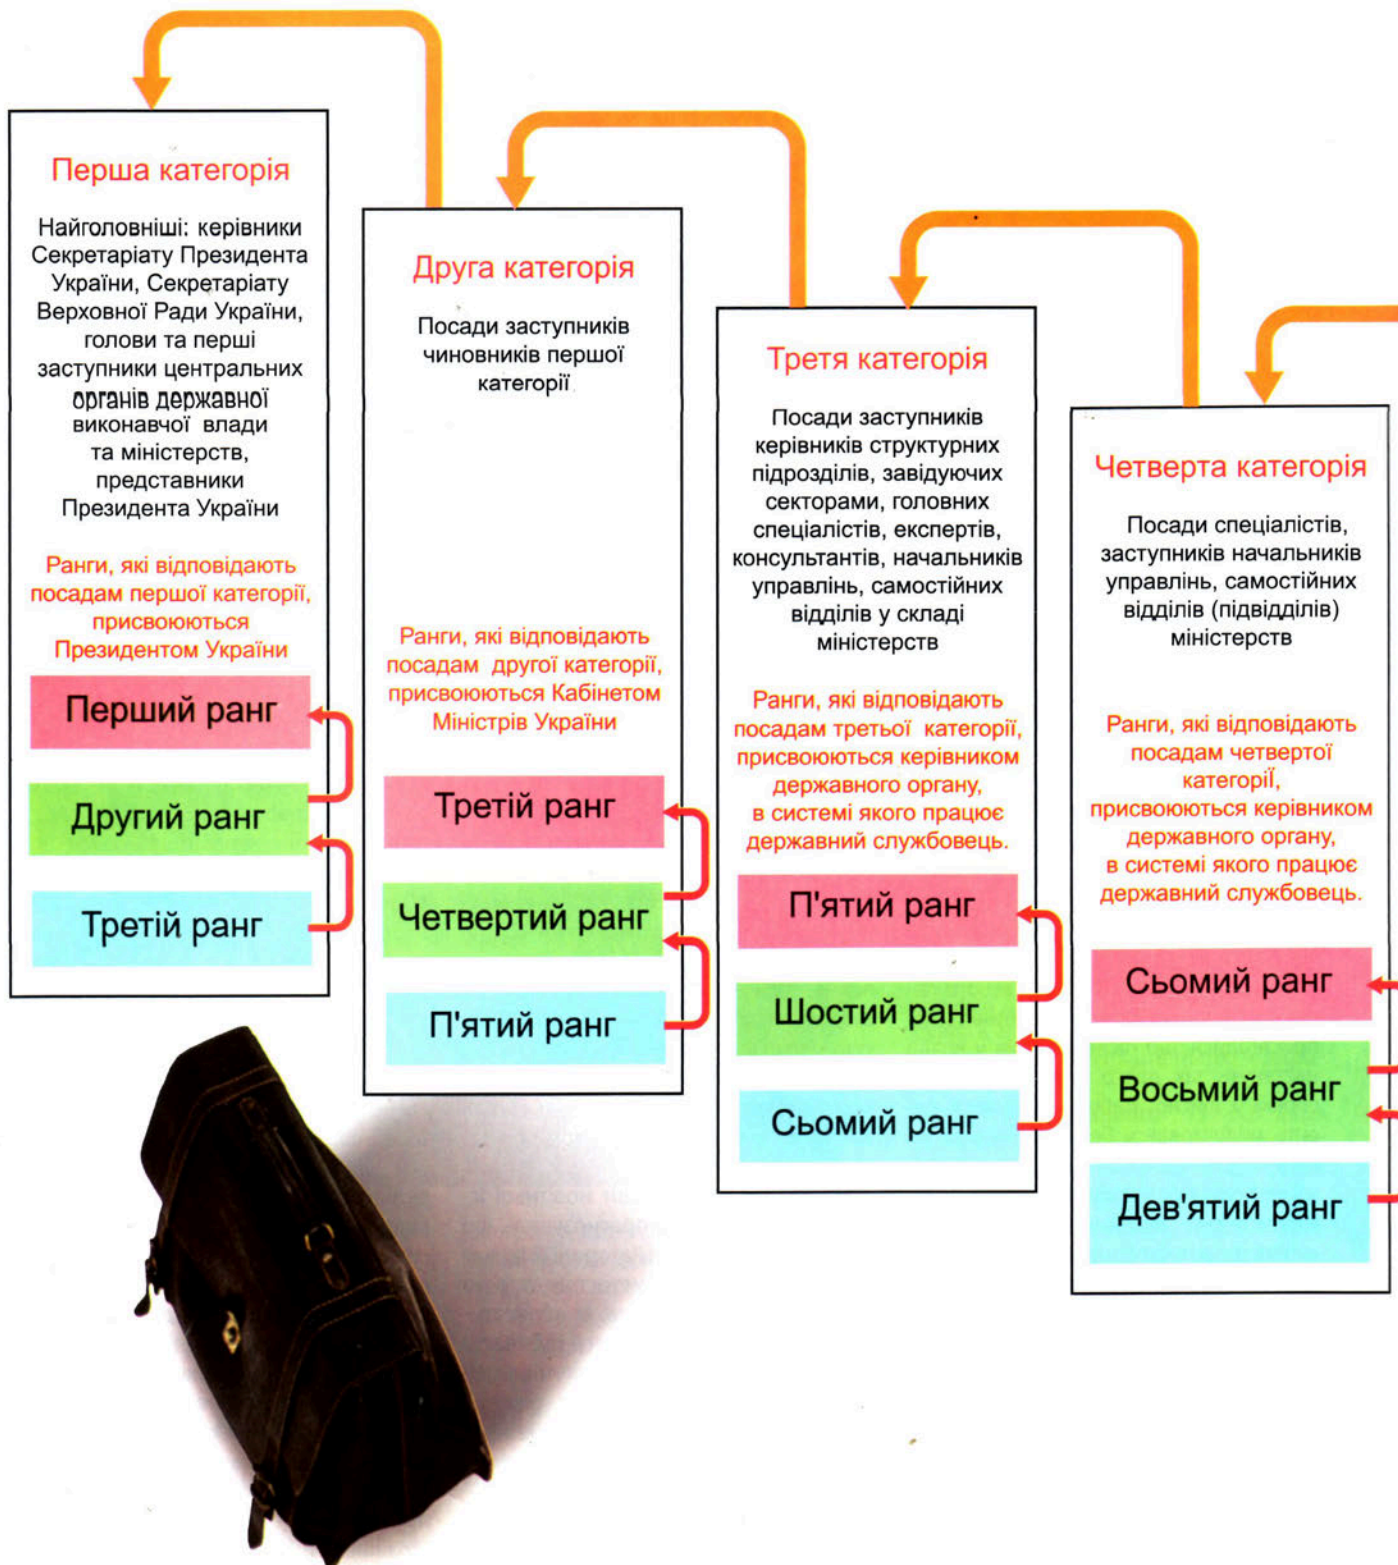 Перша категорія
Найголовніші: керівники
Секретаріату Президента
України, Секретаріату
Верховної Ради України,
голови та перші
заступники центральних
органів державної
виконавчої влади
та міністерств,
представники
Президента України
Ранги, які відповідають
посадам першої категорії,
присвоюються
Президентом України
Перший ранг
Другий ранг
Третій ранг
Друга категорія
Посади заступників
чиновників першої
категорії
Ранги, які відповідають
посадам другої категорії,
присвоюються Кабінетом
Міністрів України
Третій ранг
Четвертий ранг
П'ятий ранг
Третя категорія
Посади заступників
керівників структурних
підрозділів, завідуючих
секторами, головних
спеціалістів, експертів,
консультантів, начальників
управлінь, самостійних
відділів у складі
міністерств
Ранги, які відповідають
посадам третьої категорії,
присвоюються керівником
державного органу,
в системі якого працює
державний службовець.
П'ятий ранг
Шостий ранг
Сьомий ранг
Четверта категорія
Посади спеціалістів,
заступників начальників
управлінь, самостійних
відділів (підвідділів)
міністерств
Ранги, які відповідають
посадам четвертої
категорії,
присвоюються керівником
державного органу,
в системі якого працює
державний службовець.
Сьомий ранг
Восьмий ранг
Дев'ятий ранг